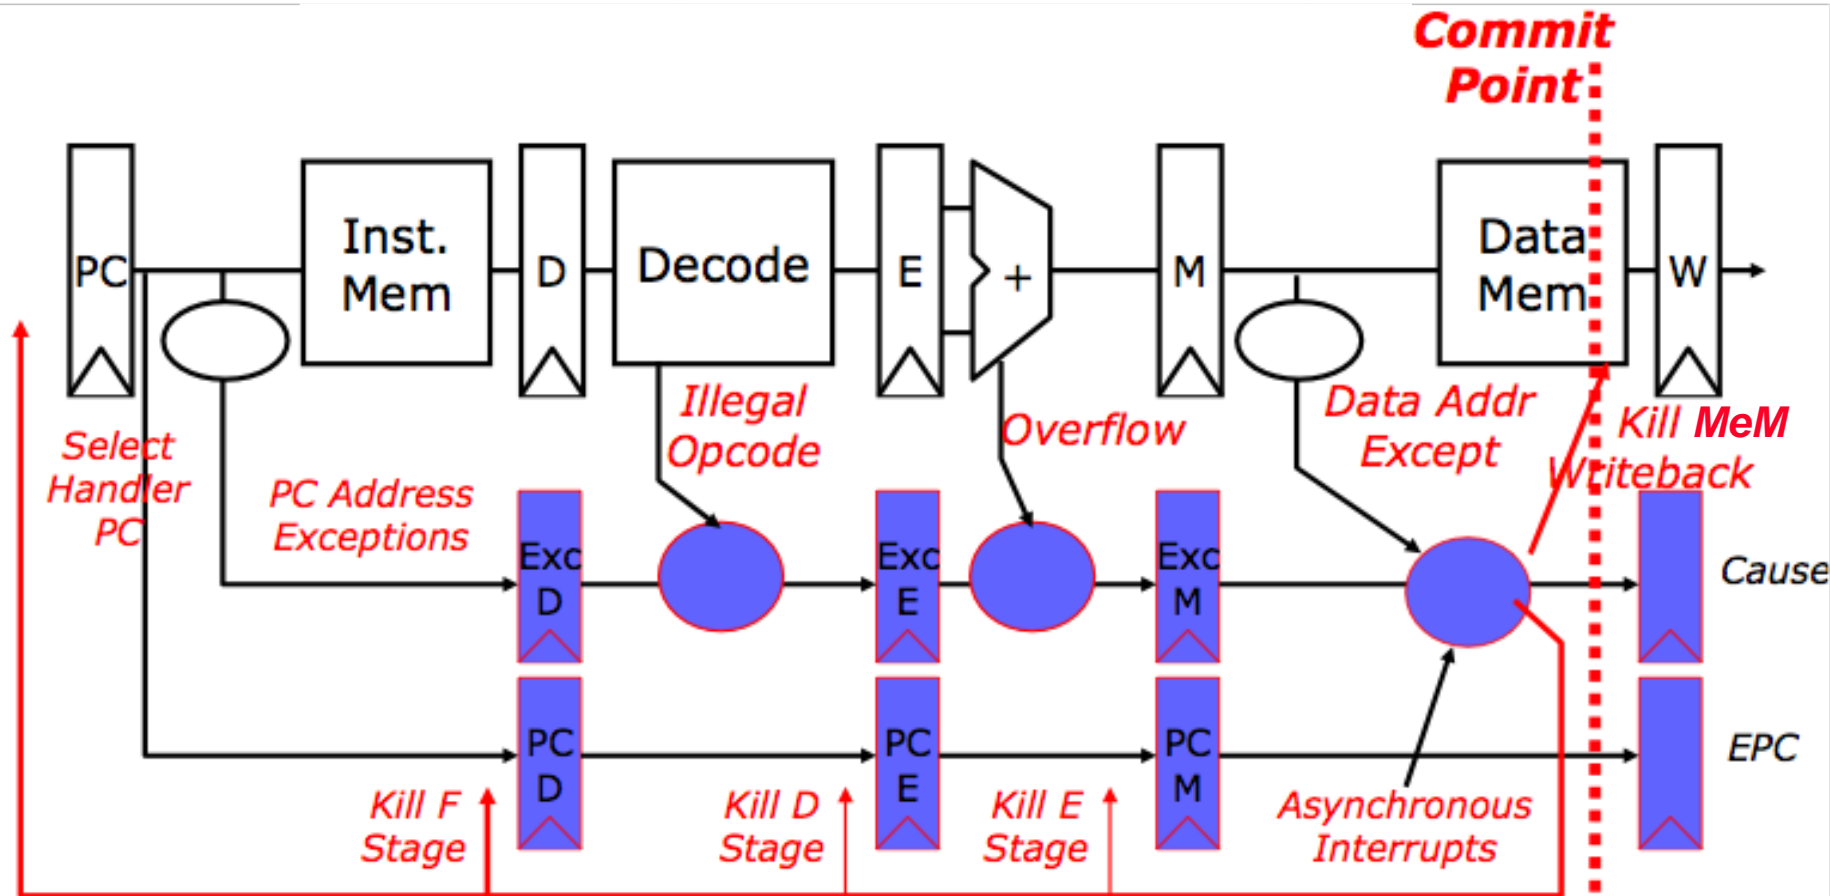 Commit
Point
PC
Inst.
Mem
D
Decode
E
+
M
Data
Mem
W
Select
Handler
PC
PC Address
Exceptions
Illegal
Opcode
Overflow
Data Addr
Except
Kill MeM
Writeback
Exc
D
Exc
E
Exc
M
Cause
PC
D
PC
E
PC
M
EPC
Kill F
Stage
Kill D
Stage
Kill E
Stage
Asynchronous
Interrupts